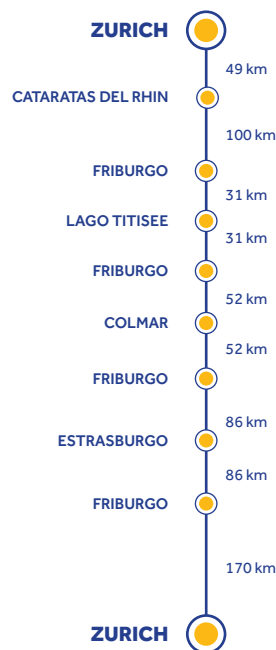 ZURICH
49 km
CATARATAS DEL RHIN
100 km
FRIBURGO
31 km
LAGO TITISEE
31 km
FRIBURGO
52 km
COLMAR
52 km
FRIBURGO
86 km
ESTRASBURGO
86 km
FRIBURGO
170 km
ZURICH